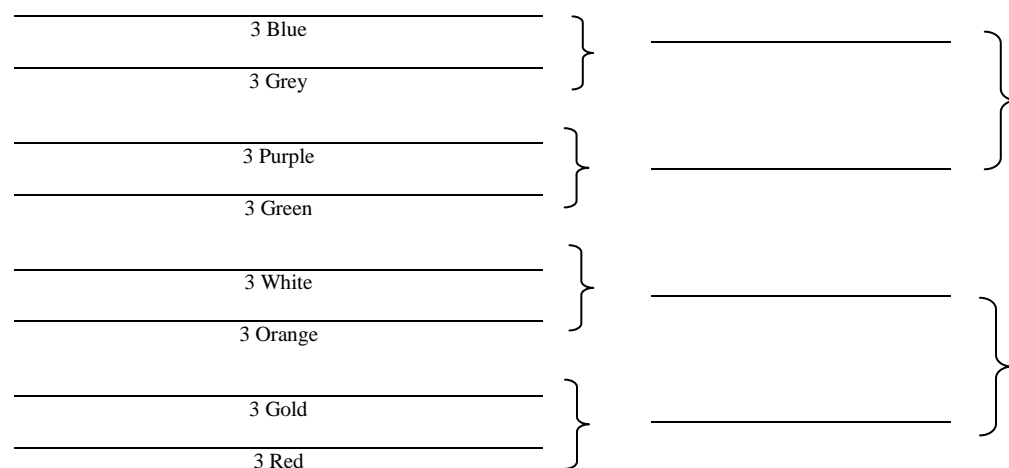 3 Blue
3 Grey
3 Purple
3 Green
3 White
3 Orange
3 Gold
3 Red